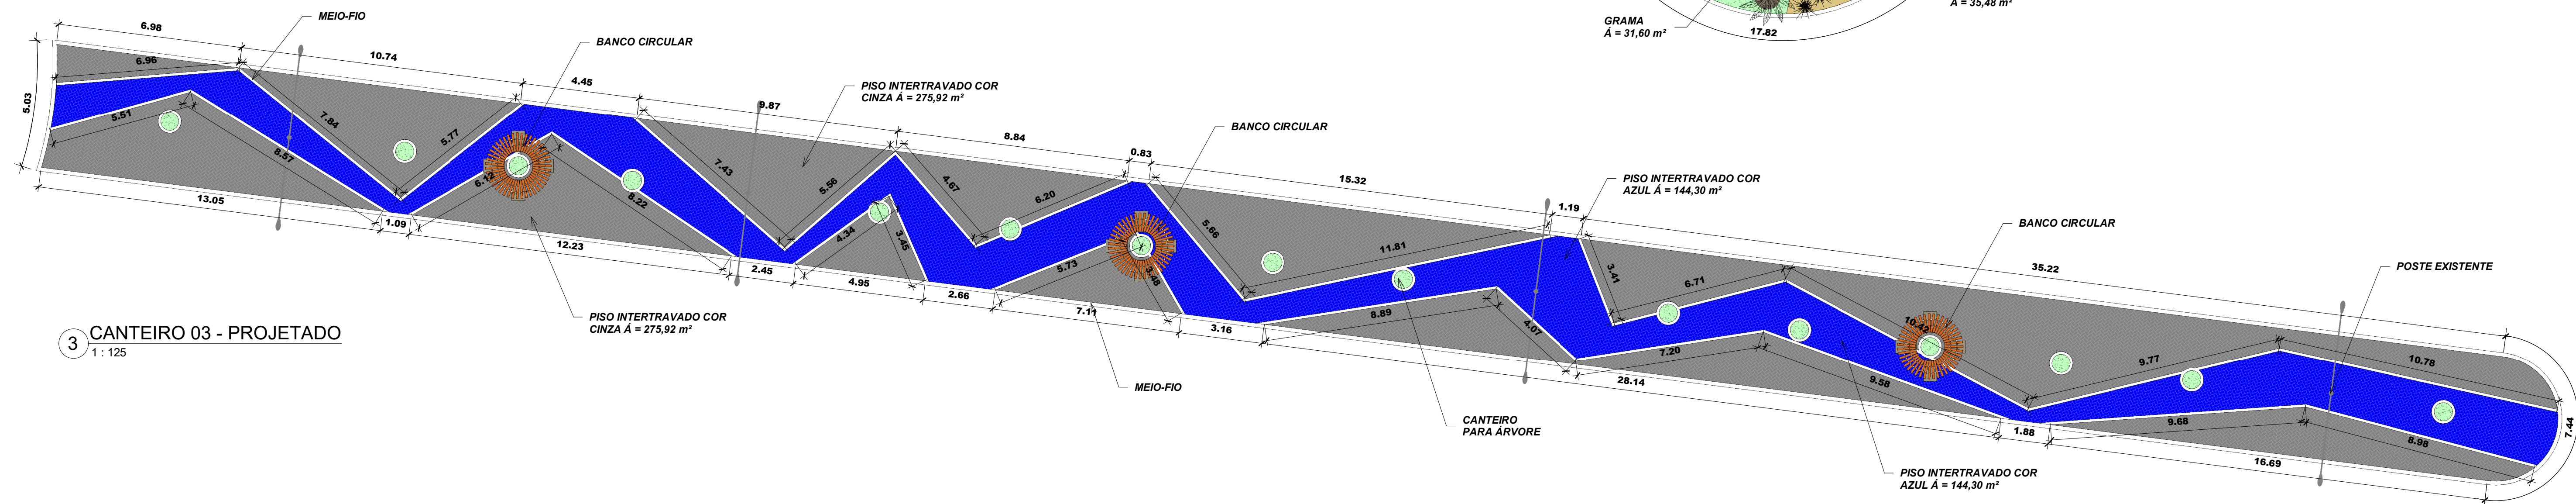 GRAMA
Á = 31,60 m²
17.82
Á = 35,48 m²
MEIO-FIO
6.98
10.74
4.45
9.87
8.84
0.83
15.32
1.19
35.22
7.44
5.03
6.96
5.51
7.84
8.57
5.77
6.12
8.22
7.43
5.56
4.34
3.45
4.67
6.20
5.73
3.48
5.66
11.81
8.89
4.07
3.41
6.71
7.20
9.58
10.42
9.77
10.78
9.68
8.98
13.05
1.09
12.23
2.45
4.95
2.66
7.11
3.16
28.14
1.88
16.69
BANCO CIRCULAR
PISO INTERTRAVADO COR
CINZA Á = 275,92 m²
BANCO CIRCULAR
PISO INTERTRAVADO COR
AZUL Á = 144,30 m²
BANCO CIRCULAR
POSTE EXISTENTE
PISO INTERTRAVADO COR
CINZA Á = 275,92 m²
MEIO-FIO
CANTEIRO
PARA ÁRVORE
PISO INTERTRAVADO COR
AZUL Á = 144,30 m²
3 CANTEIRO 03 - PROJETADO
1 : 125